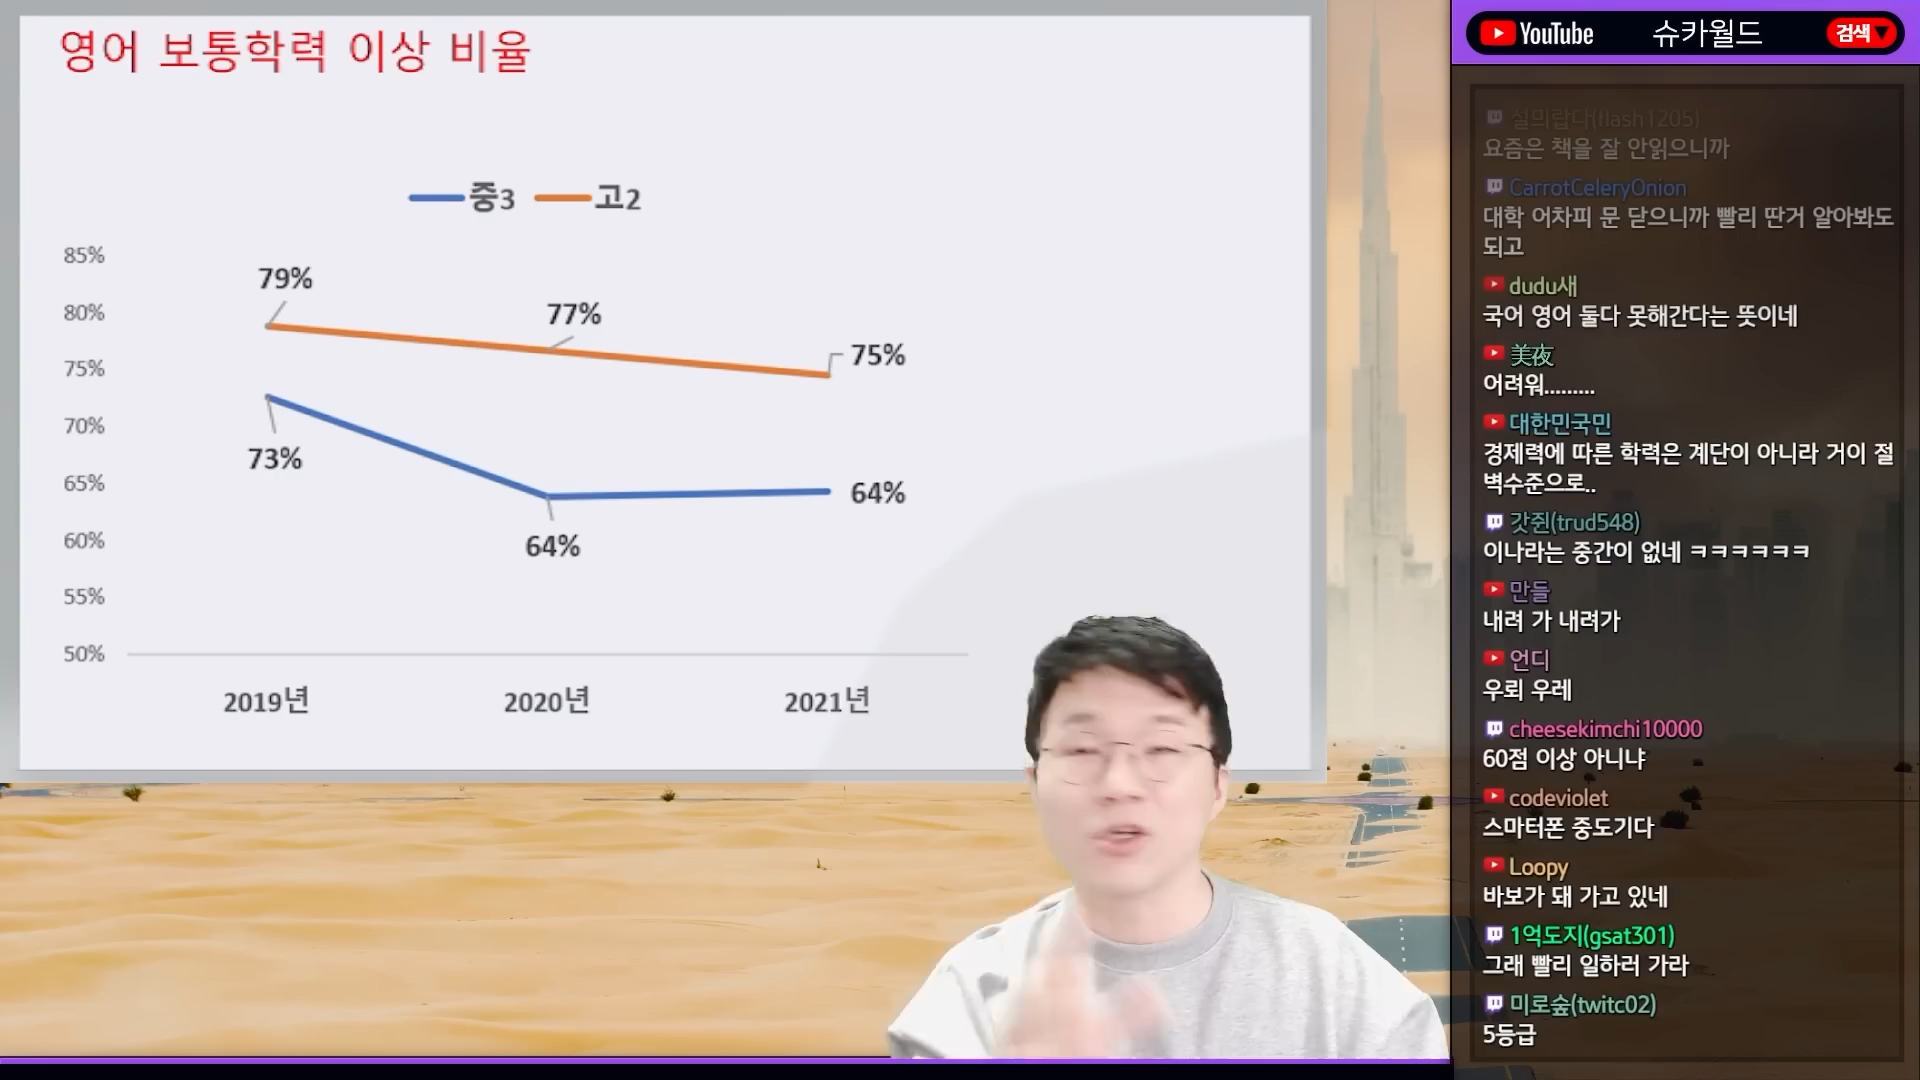 영어 보통학력 이상 비율
중3 고2
85%
80%
75%
70%
65%
60%
55%
50%
79%
77%
75%
73%
64%
64%
2019년 2020년 2021년
YouTube 슈카월드 검색
설믜랍다(flash1205)
요즘은 책을 잘 안읽으니까
CarrotCeleryOnion
대학 어차피 문 닫으니까 빨리 딴거 알아봐도
되고
dudu새
국어 영어 둘다 못해간다는 뜻이네
美夜
어려워.........
대한민국민
경제력에 따른 학력은 계단이 아니라 거이 절
벽수준으로..
갓쥔(trud548)
이나라는 중간이 없네 ㅋㅋㅋㅋㅋㅋ
만들
내려 가 내려가
언디
우뢰 우레
cheesekimchi10000
60점 이상 아니냐
codeviolet
스마터폰 중도기다
Loopy
바보가 돼 가고 있네
1억도지(gsat301)
그래 빨리 일하러 가라
미로숲(twitc02)
5등급